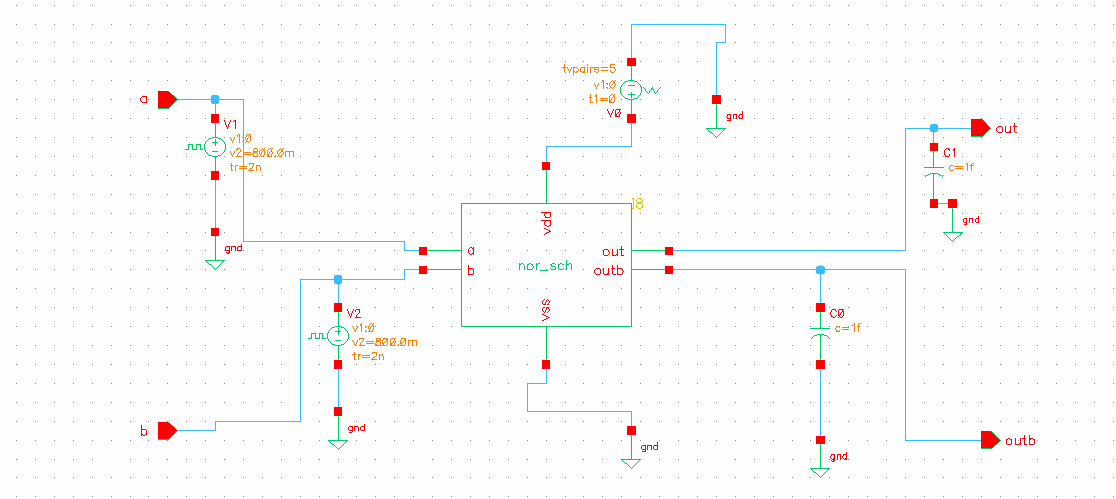 tvpairs=5
v1:0
t1=0
V0
gnd
a
V1
v1:0
v2=800.0m
tr=2n
gnd
out
C1
c=1f
gnd
I8
vdd
a
b
nor_sch
out
outb
vss
V2
v1:0
v2=800.0m
tr=2n
gnd
C0
c=1f
gnd
b
gnd
outb